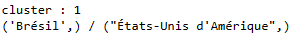 cluster : 1
('Brésil',) / ("États-Unis d'Amérique",)